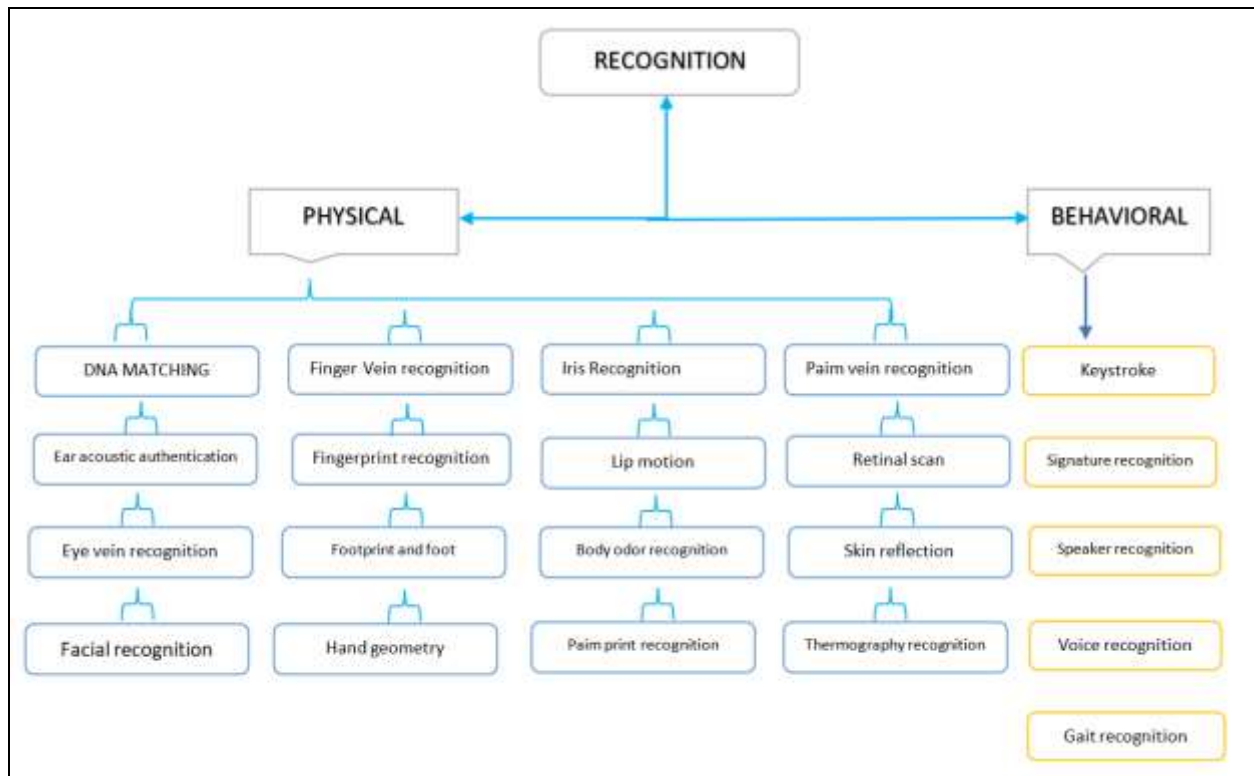 RECOGNITION
PHYSICAL
BEHAVIORAL
DNA MATCHING
Finger Vein recognition
Iris Recognition
Paim vein recognition
Keystroke
Ear acoustic authentication
Fingerprint recognition
Lip motion
Retinal scan
Signature recognition
Eye vein recognition
Footprint and foot
Body odor recognition
Skin reflection
Speaker recognition
Facial recognition
Hand geometry
Paim print recognition
Thermography recognition
Voice recognition
Gait recognition